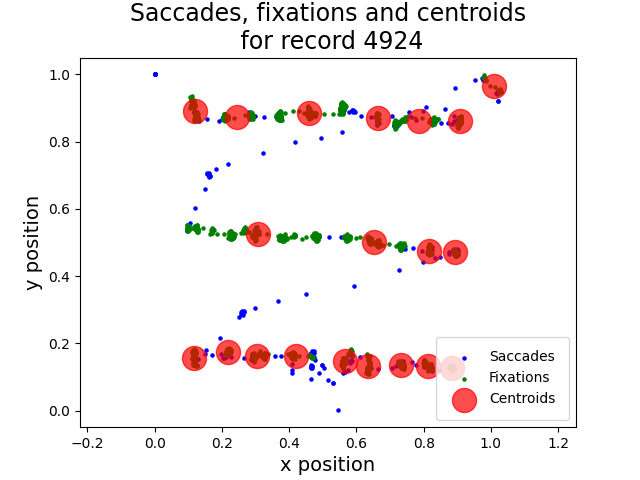 Saccades, fixations and centroids
for record 4924
y position
1.0
0.8
0.6
0.4
0.2
0.0
Saccades
Fixations
Centroids
−0.2 0.0 0.2 0.4 0.6 0.8 1.0 1.2
x position